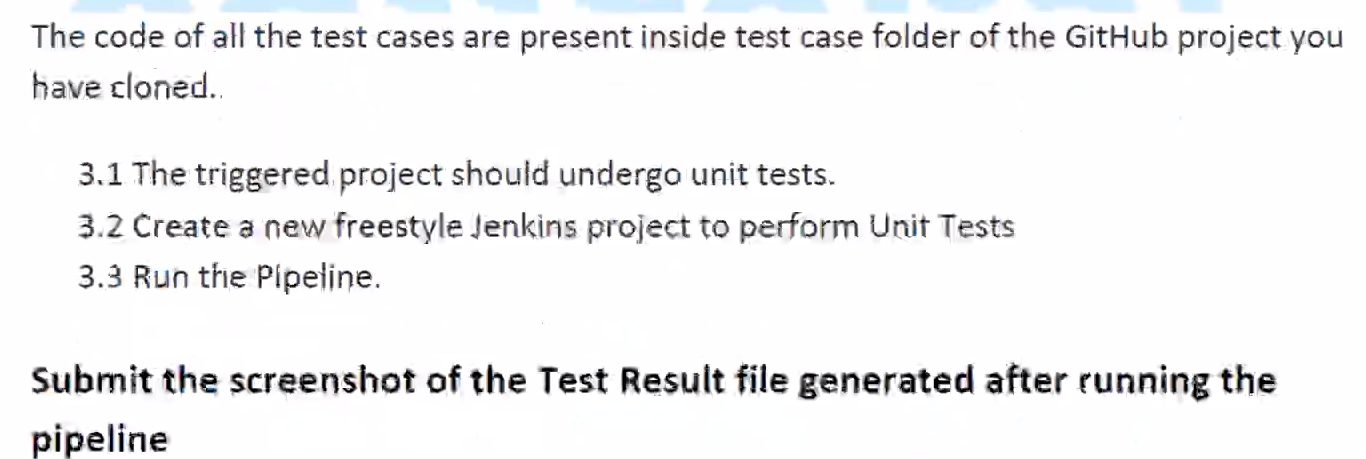 The code of all the test cases are present inside test case folder of the GitHub project you
have cloned..
3.1 The triggered project should undergo unit tests.
3.2 Create a new freestyle Jenkins project to perform Unit Tests
3.3 Run the Pipeline.
Submit the screenshot of the Test Result file generated after running the
pipeline